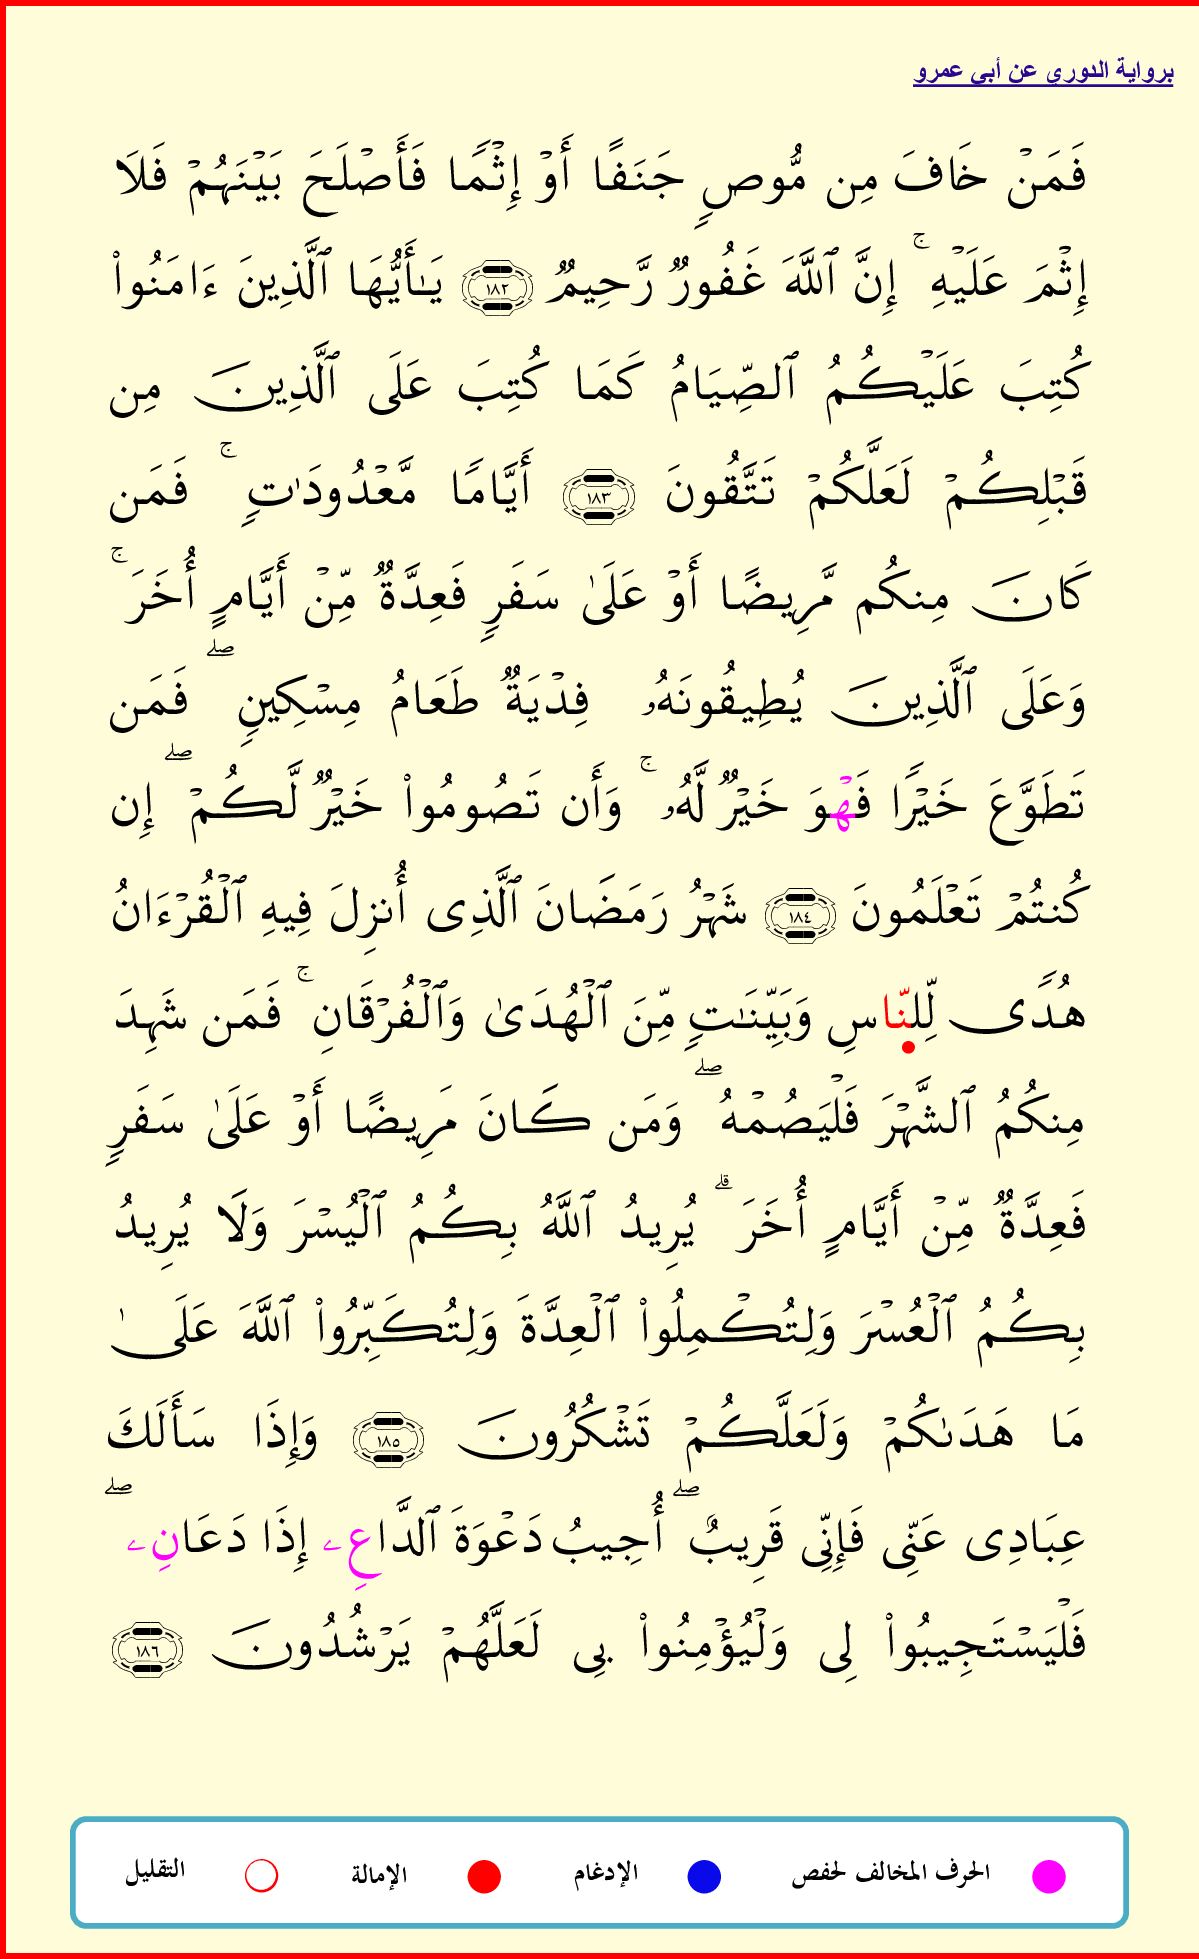 برواية الدوري عن أبي عمرو
فَمَنۡ خَافَ مِن مُّوصٖ جَنَفًا أَوۡ إِثۡمٗا فَأَصۡلَحَ بَيۡنَهُمۡ فَلَا
إِثۡمَ عَلَيۡهِۚ إِنَّ ٱللَّهَ غَفُورٞ رَّحِيمٞ ١٨٢ يَـٰٓأَيُّهَا ٱلَّذِينَ ءَامَنُواْ
كُتِبَ عَلَيۡكُمُ ٱلصِّيَامُ كَمَا كُتِبَ عَلَى ٱلَّذِينَ مِن
قَبۡلِكُمۡ لَعَلَّكُمۡ تَتَّقُونَ ١٨٣ أَيَّامٗا مَّعۡدُودَٰتٖۚ فَمَن
كَانَ مِنكُم مَّرِيضًا أَوۡ عَلَىٰ سَفَرٖ فَعِدَّةٞ مِّنۡ أَيَّامٍ أُخَرَۚ
وَعَلَى ٱلَّذِينَ يُطِيقُونَهُۥ فِدۡيَةٞ طَعَامُ مِسۡكِينٖۖ فَمَن
تَطَوَّعَ خَيۡرٗا فَهۡوَ خَيۡرٞ لَّهُۥۚ وَأَن تَصُومُواْ خَيۡرٞ لَّكُمۡۖ إِن
كُنتُمۡ تَعۡلَمُونَ ١٨٤ شَهۡرُ رَمَضَانَ ٱلَّذِى أُنزِلَ فِيهِ ٱلۡقُرۡءَانُ
هُدٗى لِّلنَّاسِ وَبَيِّنَٰتٖ مِّنَ ٱلۡهُدَىٰ وَٱلۡفُرۡقَانِۚ فَمَن شَهِدَ
مِنكُمُ ٱلشَّهۡرَ فَلۡيَصُمۡهُۖ وَمَن كَانَ مَرِيضًا أَوۡ عَلَىٰ سَفَرٖ
فَعِدَّةٞ مِّنۡ أَيَّامٍ أُخَرَۗ يُرِيدُ ٱللَّهُ بِكُمُ ٱلۡيُسۡرَ وَلَا يُرِيدُ
بِكُمُ ٱلۡعُسۡرَ وَلِتُكۡمِلُواْ ٱلۡعِدَّةَ وَلِتُكَبِّرُواْ ٱللَّهَ عَلَىٰ
مَا هَدَىٰكُمۡ وَلَعَلَّكُمۡ تَشۡكُرُونَ ١٨٥ وَإِذَا سَأَلَكَ
عِبَادِى عَنِّى فَإِنِّى قَرِيبٌۖ أُجِيبُ دَعۡوَةَ ٱلدَّاعِۦ إِذَا دَعَانِۦۖ
فَلۡيَسۡتَجِيبُواْ لِى وَلۡيُؤۡمِنُواْ بِى لَعَلَّهُمۡ يَرۡشُدُونَ ١٨٦
الحرف المخالف لحفص الإدغام الإمالة التقليل